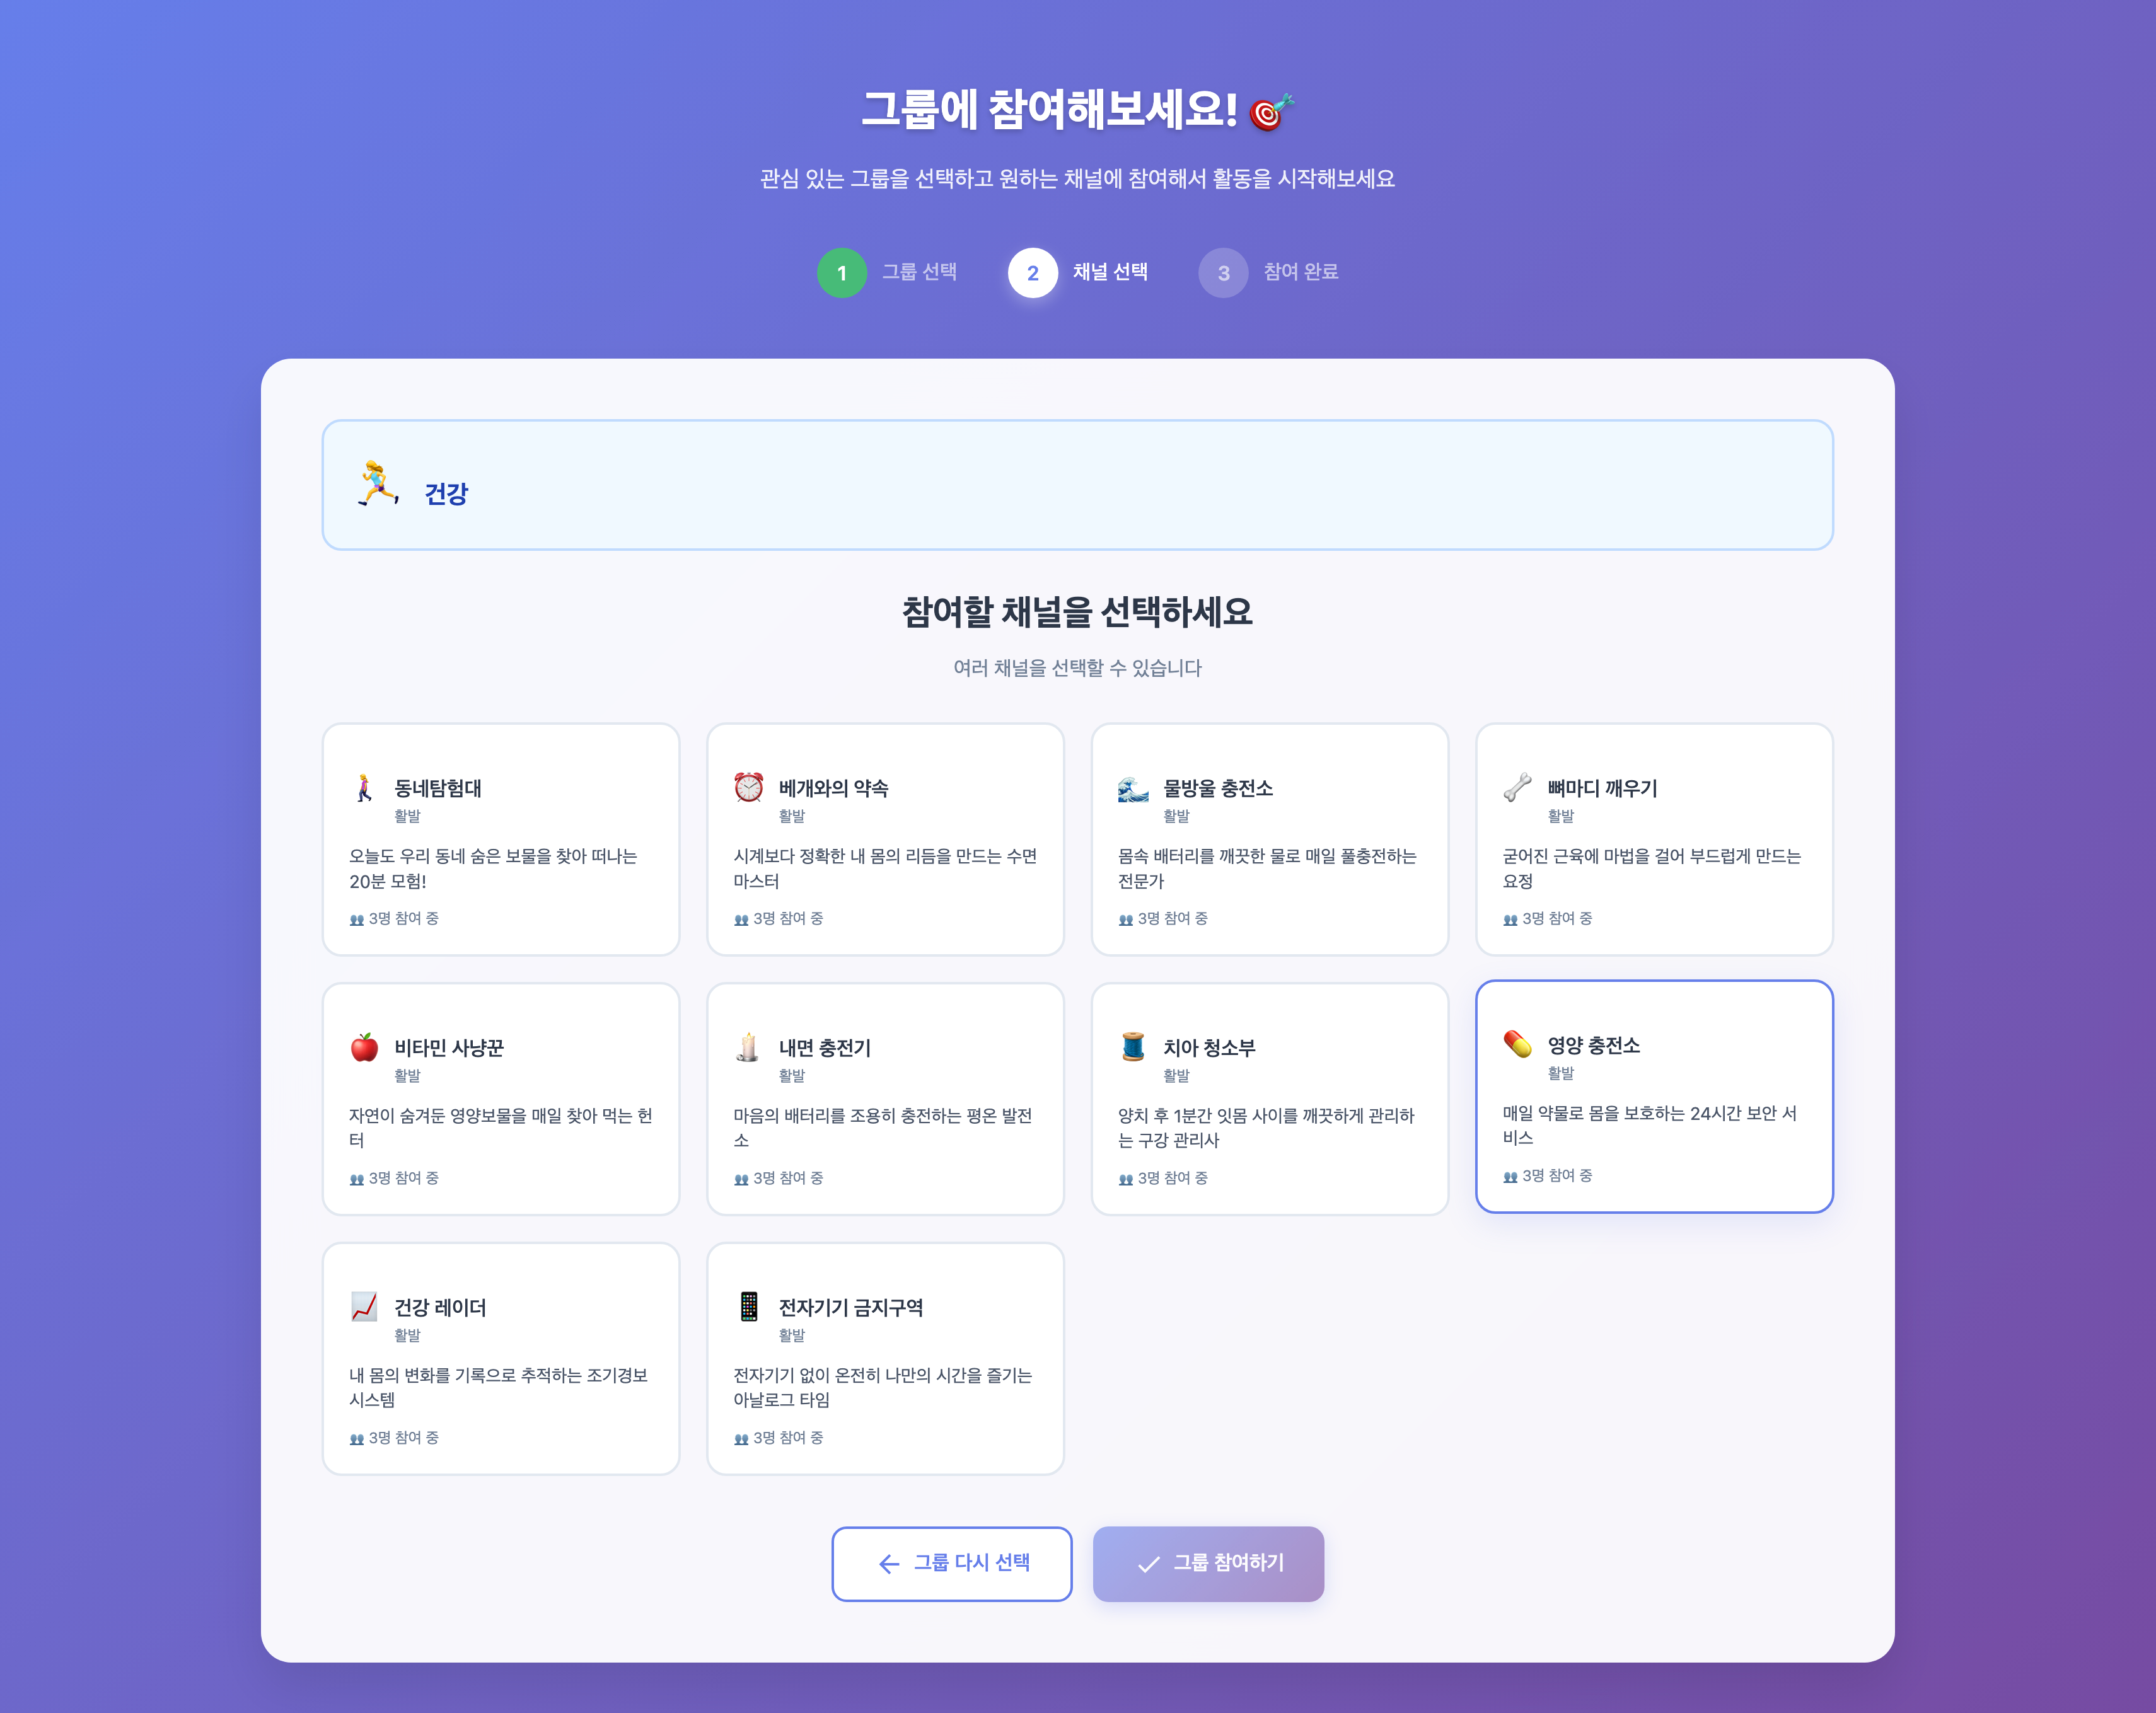 그룹에 참여해보세요!
관심 있는 그룹을 선택하고 원하는 채널에 참여해서 활동을 시작해보세요
1 그룹 선택 2 채널 선택 3 참여 완료
건강
참여할 채널을 선택하세요
여러 채널을 선택할 수 있습니다
동네탐험대
활발
오늘도 우리 동네 숨은 보물을 찾아 떠나는
20분 모험!
3명 참여 중
베개와의 약속
활발
시계보다 정확한 내 몸의 리듬을 만드는 수면
마스터
3명 참여 중
물방울 충전소
활발
몸속 배터리를 깨끗한 물로 매일 풀충전하는
전문가
3명 참여 중
뼈마디 깨우기
활발
굳어진 근육에 마법을 걸어 부드럽게 만드는
요정
3명 참여 중
비타민 사냥꾼
활발
자연이 숨겨둔 영양보물을 매일 찾아 먹는 헌
터
3명 참여 중
내면 충전기
활발
마음의 배터리를 조용히 충전하는 평온 발전
소
3명 참여 중
치아 청소부
활발
양치 후 1분간 잇몸 사이를 깨끗하게 관리하
는 구강 관리사
3명 참여 중
영양 충전소
활발
매일 약물로 몸을 보호하는 24시간 보안 서
비스
3명 참여 중
건강 레이더
활발
내 몸의 변화를 기록으로 추적하는 조기경보
시스템
3명 참여 중
전자기기 금지구역
활발
전자기기 없이 온전히 나만의 시간을 즐기는
아날로그 타임
3명 참여 중
그룹 다시 선택
그룹 참여하기